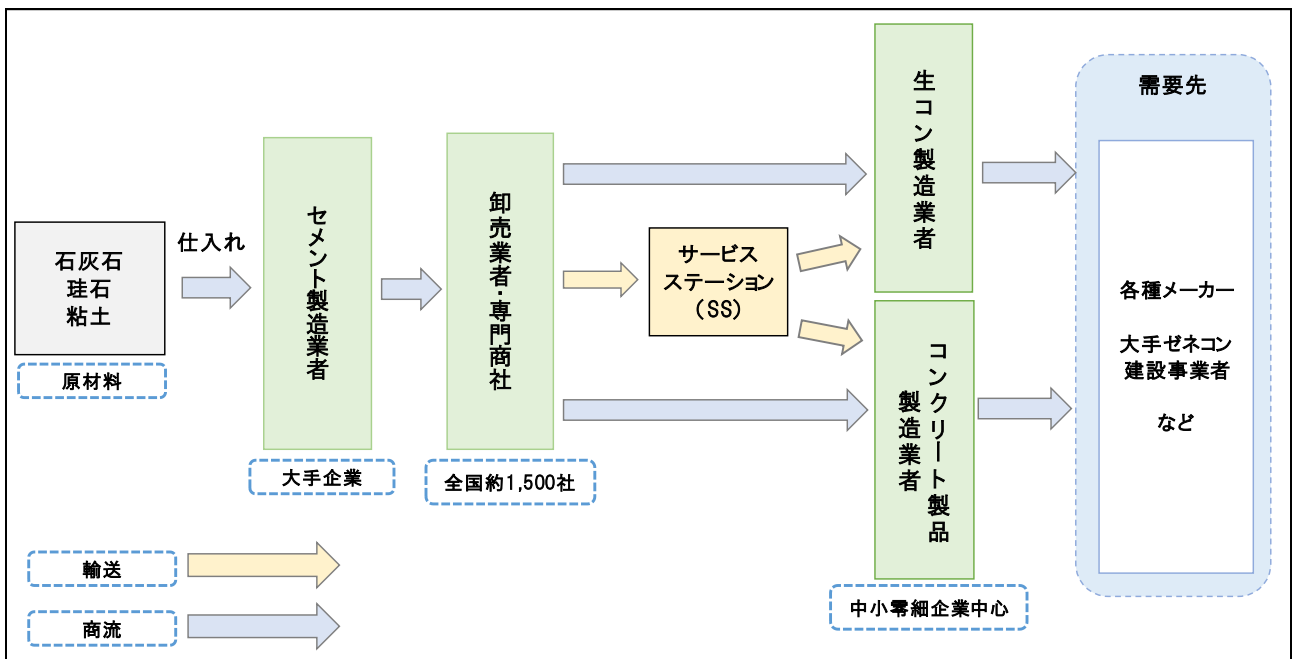 石灰石
珪石
粘土
原材料
仕入れ
セメント製造業者
大手企業
卸売業者・専門商社
全国約1,500社
サービス
ステーション
(SS)
生コン製造業者
コンクリート製品
製造業者
中小零細企業中心
需要先
各種メーカー
大手ゼネコン
建設事業者
など
輸送
商流